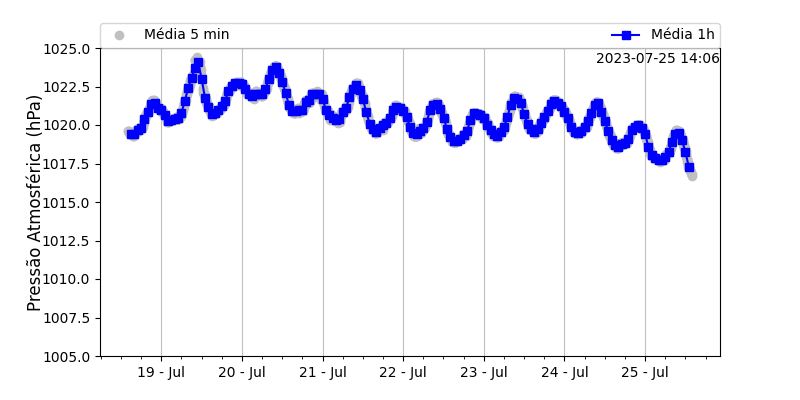 Média 5 min
Média 1h
2023-07-25 14:06
Pressão Atmosférica (hPa)
1025.0
1022.5
1020.0
1017.5
1015.0
1012.5
1010.0
1007.5
1005.0
19 - Jul
20 - Jul
21 - Jul
22 - Jul
23 - Jul
24 - Jul
25 - Jul